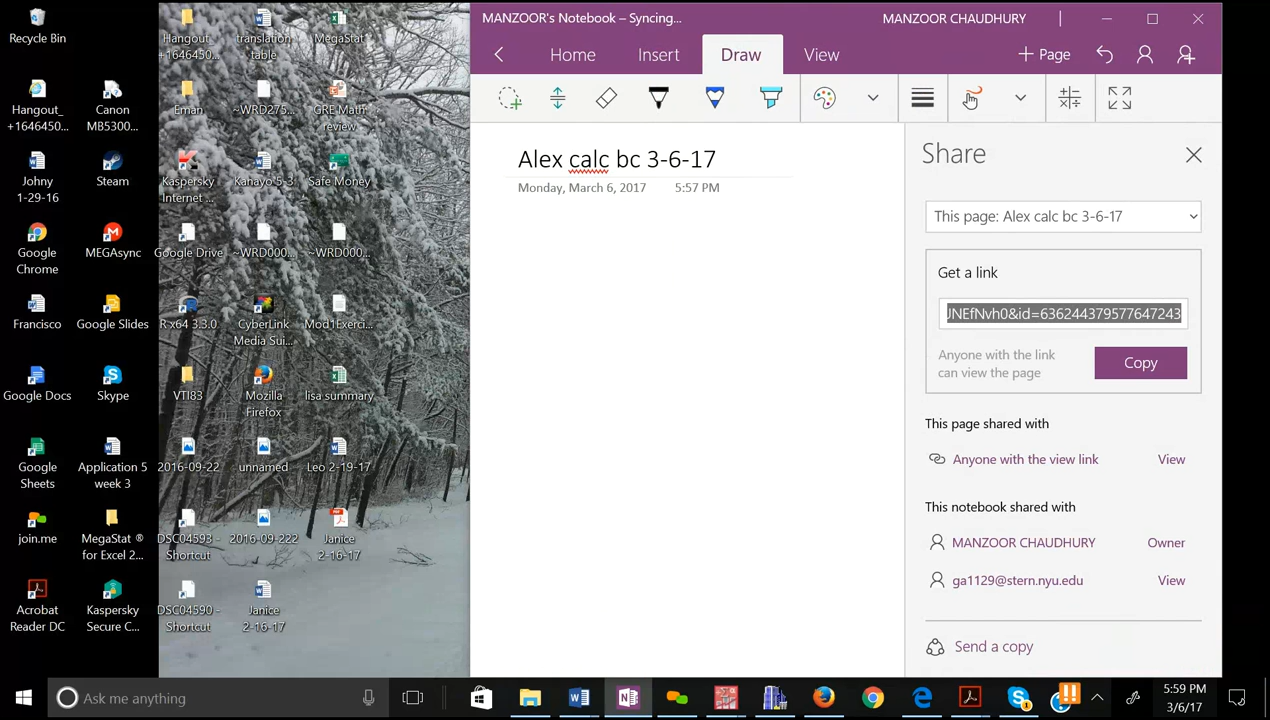 Recycle Bin
Hangout
+1646450...
translation
table
MegaStat
Hangout_
+1646450...
Canon
MB5300...
Eman
~WRD275...
GRE Math
review
Johny
1-29-16
Steam
Kaspersky
Internet ...
Kanayo 5-3
Safe Money
Google
Chrome
MEGAsync
Google Drive
~WRD000...
~WRD000...
Francisco
Google Slides
R x64 3.3.0
CyberLink
Media Sui...
Mod1Exerci...
Google Docs
Skype
VTI83
Mozilla
Firefox
lisa summary
Google
Sheets
Application 5
week 3
2016-09-22
unnamed
Leo 2-19-17
join.me
MegaStat ®
for Excel 2...
DSC04593 -
Shortcut
2016-09-222
Janice
2-16-17
Acrobat
Reader DC
Kaspersky
Secure C...
DSC04590 -
Shortcut
Janice
2-16-17
MANZOOR's Notebook – Syncing...
MANZOOR CHAUDHURY
Home Insert Draw View
Page
Alex calc bc 3-6-17
Monday, March 6, 2017 5:57 PM
Share
This page: Alex calc bc 3-6-17
Get a link
JNEfNvh0&id=636244379577647243
Anyone with the link
can view the page
Copy
This page shared with
Anyone with the view link View
This notebook shared with
MANZOOR CHAUDHURY Owner
ga1129@stern.nyu.edu View
Send a copy
Ask me anything
5:59 PM
3/6/17